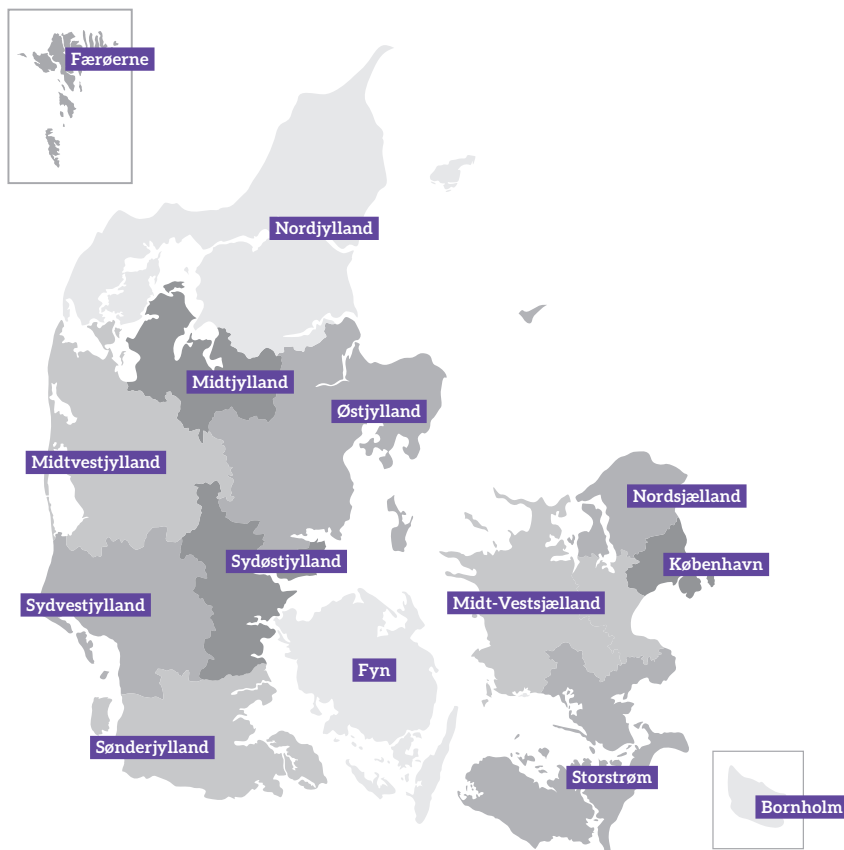 Færøerne
Nordjylland
Midtjylland
Østjylland
Midtvestjylland
Nordsjælland
Sydøstjylland
København
Sydvestjylland
Midt-Vestsjælland
Fyn
Sønderjylland
Storstrøm
Bornholm